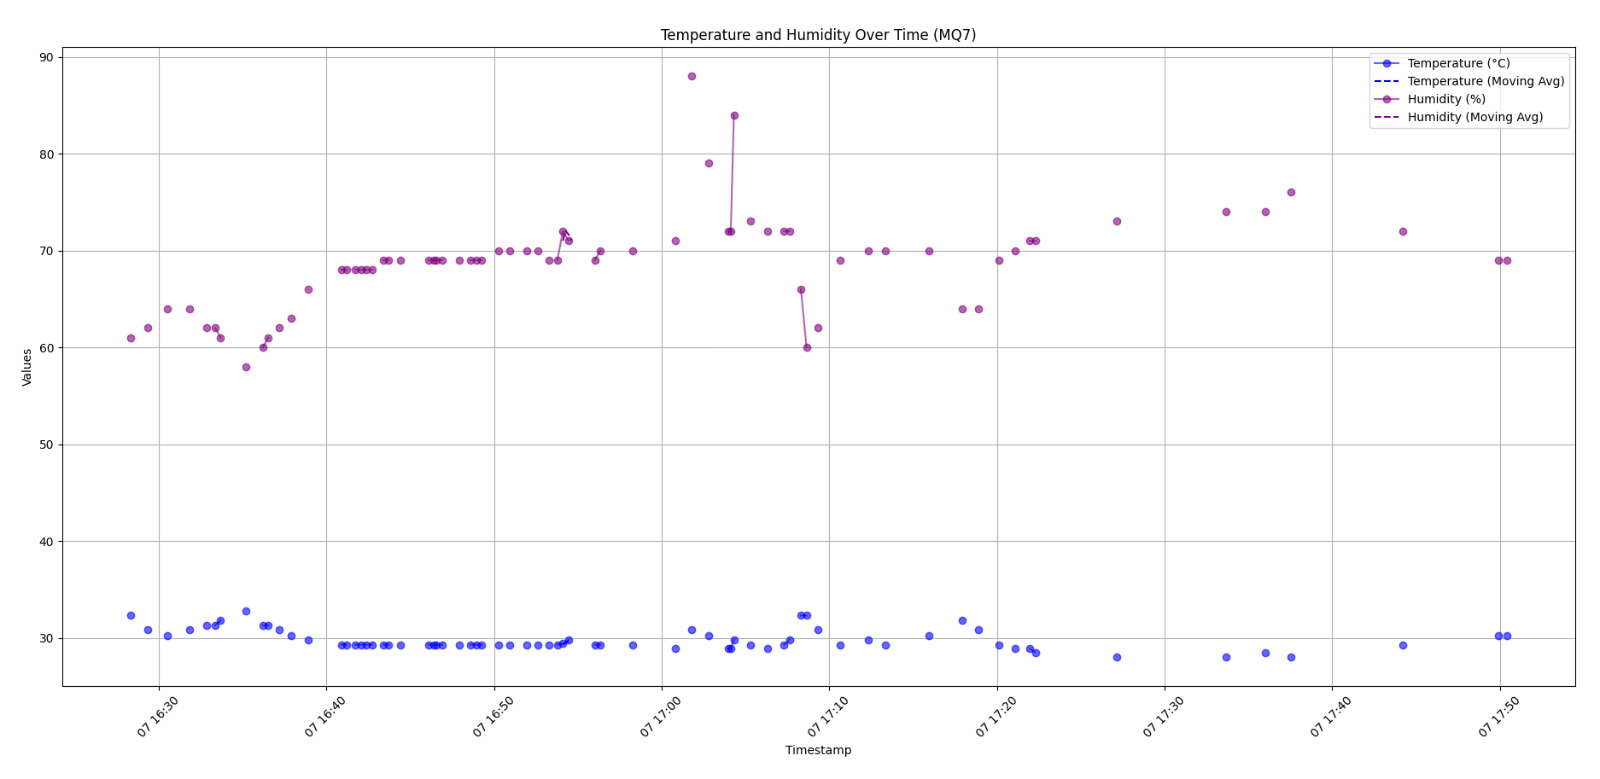 Temperature and Humidity Over Time (MQ7)
Temperature (°C)
Temperature (Moving Avg)
Humidity (%)
Humidity (Moving Avg)
Values
90
80
70
60
50
40
30
07 16:30
07 16:40
07 16:50
07 17:00
07 17:10
07 17:20
07 17:30
07 17:40
07 17:50
Timestamp